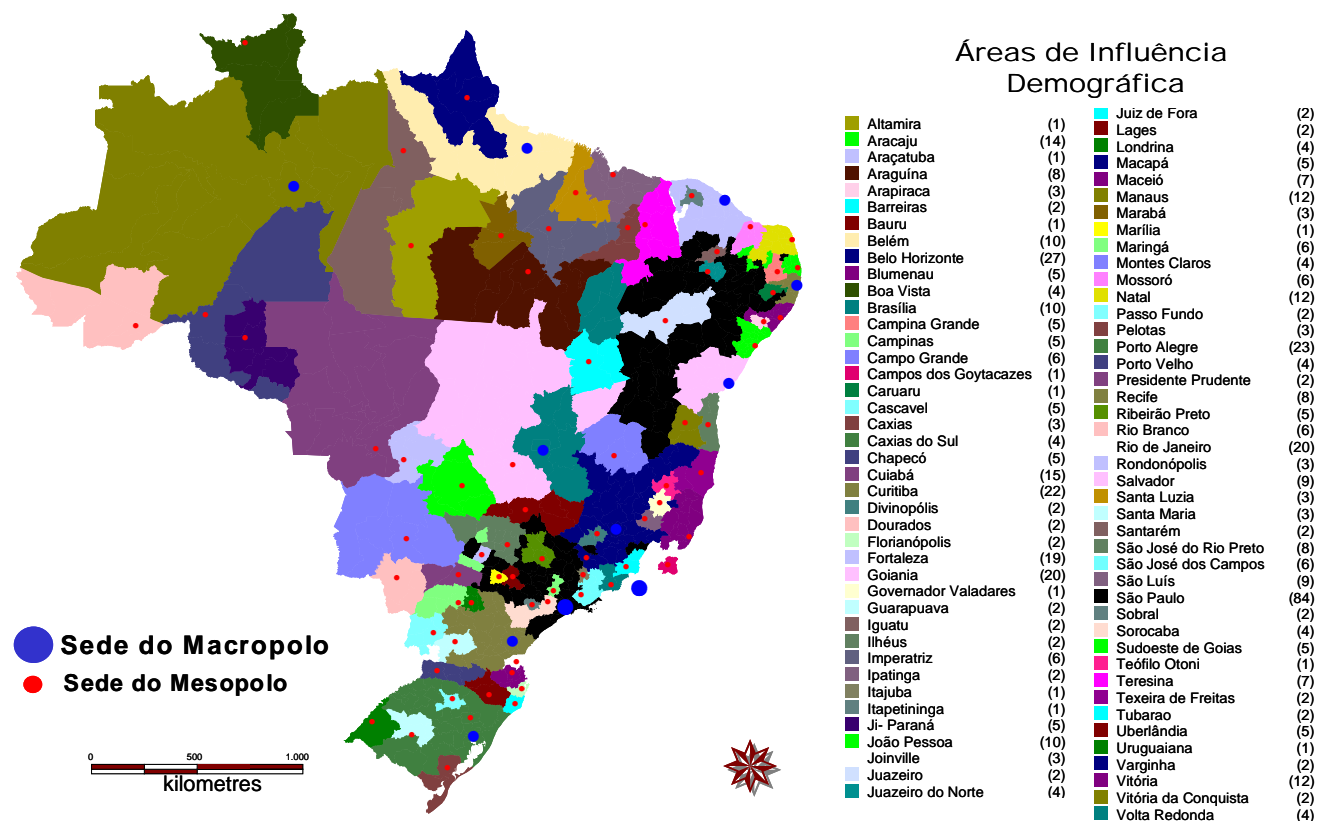 Áreas de Influência
Demográfica
Altamira (1)
Aracaju (14)
Araçatuba (1)
Araguína (8)
Arapiraca (3)
Barreiras (2)
Bauru (1)
Belém (10)
Belo Horizonte (27)
Blumenau (5)
Boa Vista (4)
Brasília (10)
Campina Grande (5)
Campinas (5)
Campo Grande (6)
Campos dos Goytacazes (1)
Caruaru (1)
Cascavel (5)
Caxias (3)
Caxias do Sul (4)
Chapecó (5)
Cuiabá (15)
Curitiba (22)
Divinopólis (2)
Dourados (2)
Florianópolis (2)
Fortaleza (19)
Goiania (20)
Governador Valadares (1)
Guarapuava (2)
Iguatu (2)
Ilhéus (2)
Imperatriz (6)
Ipatinga (2)
Itajuba (1)
Itapetininga (1)
Ji- Paraná (5)
João Pessoa (10)
Joinville (3)
Juazeiro (2)
Juazeiro do Norte (4)
Juiz de Fora (2)
Lages (2)
Londrina (4)
Macapá (5)
Maceió (7)
Manaus (12)
Marabá (3)
Marília (1)
Maringá (6)
Montes Claros (4)
Mossoró (6)
Natal (12)
Passo Fundo (2)
Pelotas (3)
Porto Alegre (23)
Porto Velho (4)
Presidente Prudente (2)
Recife (8)
Ribeirão Preto (5)
Rio Branco (6)
Rio de Janeiro (20)
Rondonópolis (3)
Salvador (9)
Santa Luzia (3)
Santa Maria (3)
Santarém (2)
São José do Rio Preto (8)
São José dos Campos (6)
São Luís (9)
São Paulo (84)
Sobral (2)
Sorocaba (4)
Sudoeste de Goias (5)
Teófilo Otoni (1)
Teresina (7)
Texeira de Freitas (2)
Tubarao (2)
Uberlândia (5)
Uruguaiana (1)
Varginha (2)
Vitória (12)
Vitória da Conquista (2)
Volta Redonda (4)
Sede do Macropolo
Sede do Mesopolo
0 500 1.000
kilometres